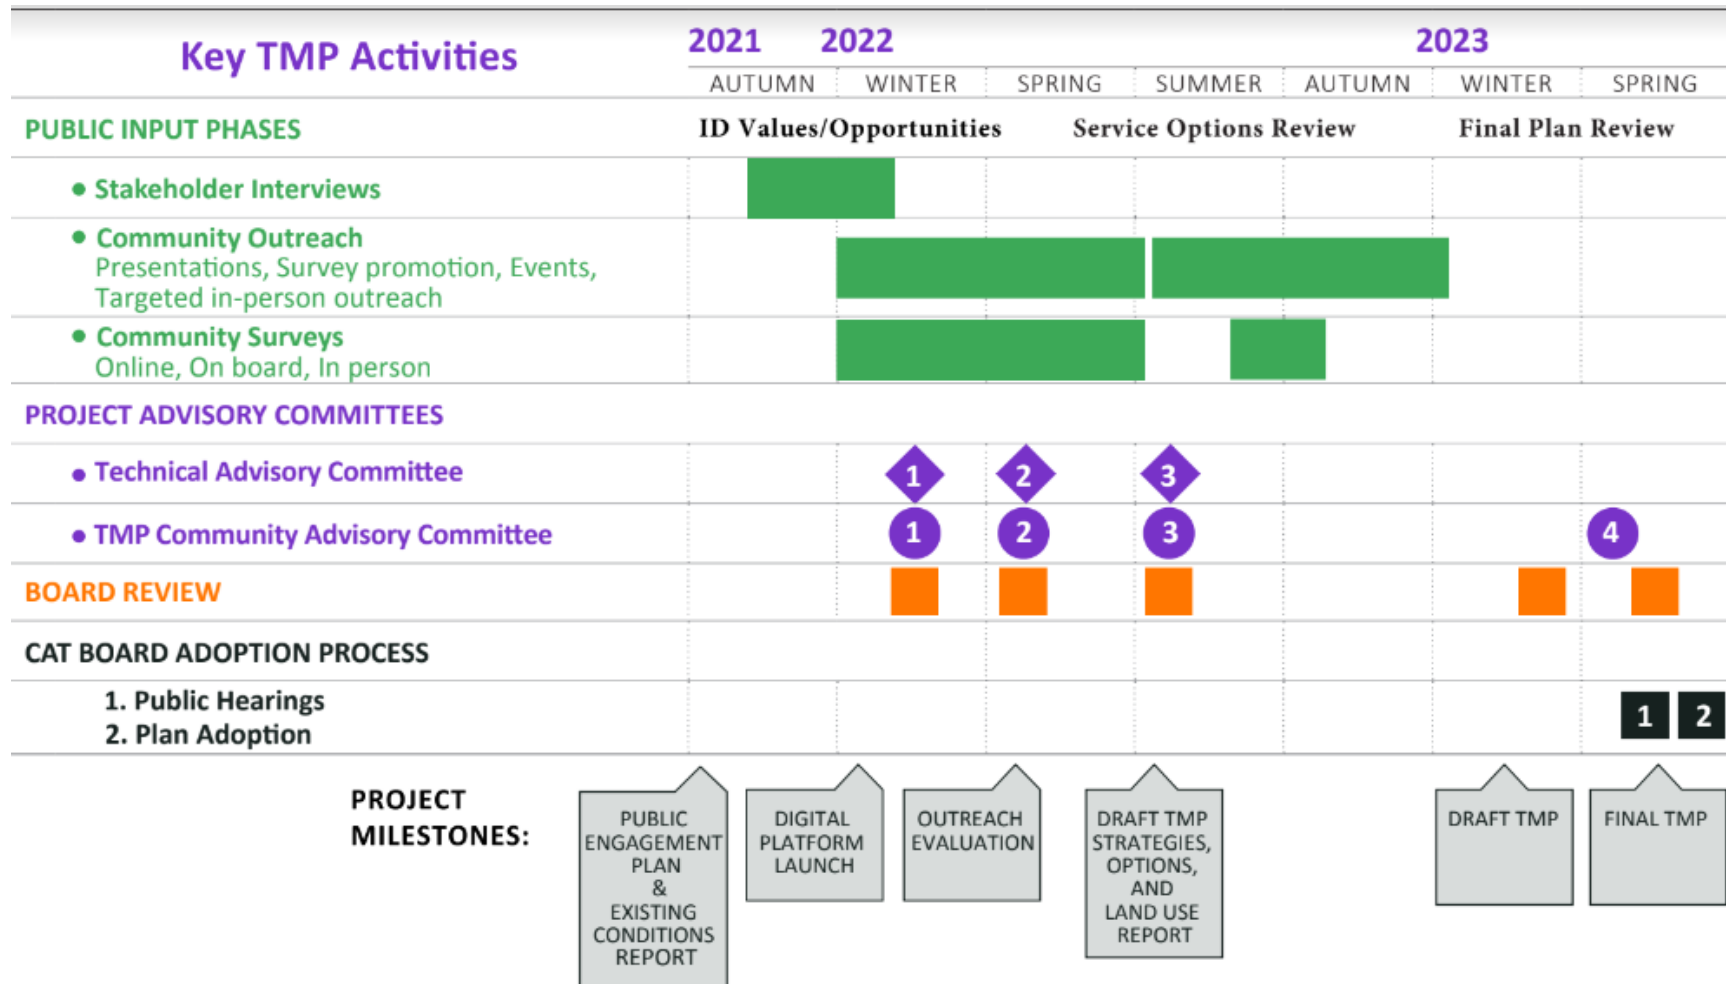 Key TMP Activities
2021 2022 2023
AUTUMN WINTER SPRING SUMMER AUTUMN WINTER SPRING
PUBLIC INPUT PHASES ID Values/Opportunities Service Options Review Final Plan Review
• Stakeholder Interviews
• Community Outreach
Presentations, Survey promotion, Events,
Targeted in-person outreach
• Community Surveys
Online, On board, In person
PROJECT ADVISORY COMMITTEES
• Technical Advisory Committee 1 2 3
• TMP Community Advisory Committee 1 2 3 4
BOARD REVIEW
CAT BOARD ADOPTION PROCESS
1. Public Hearings
2. Plan Adoption
1 2
PROJECT
MILESTONES:
PUBLIC
ENGAGEMENT
PLAN
&
EXISTING
CONDITIONS
REPORT
DIGITAL
PLATFORM
LAUNCH
OUTREACH
EVALUATION
DRAFT TMP
STRATEGIES,
OPTIONS,
AND
LAND USE
REPORT
DRAFT TMP
FINAL TMP